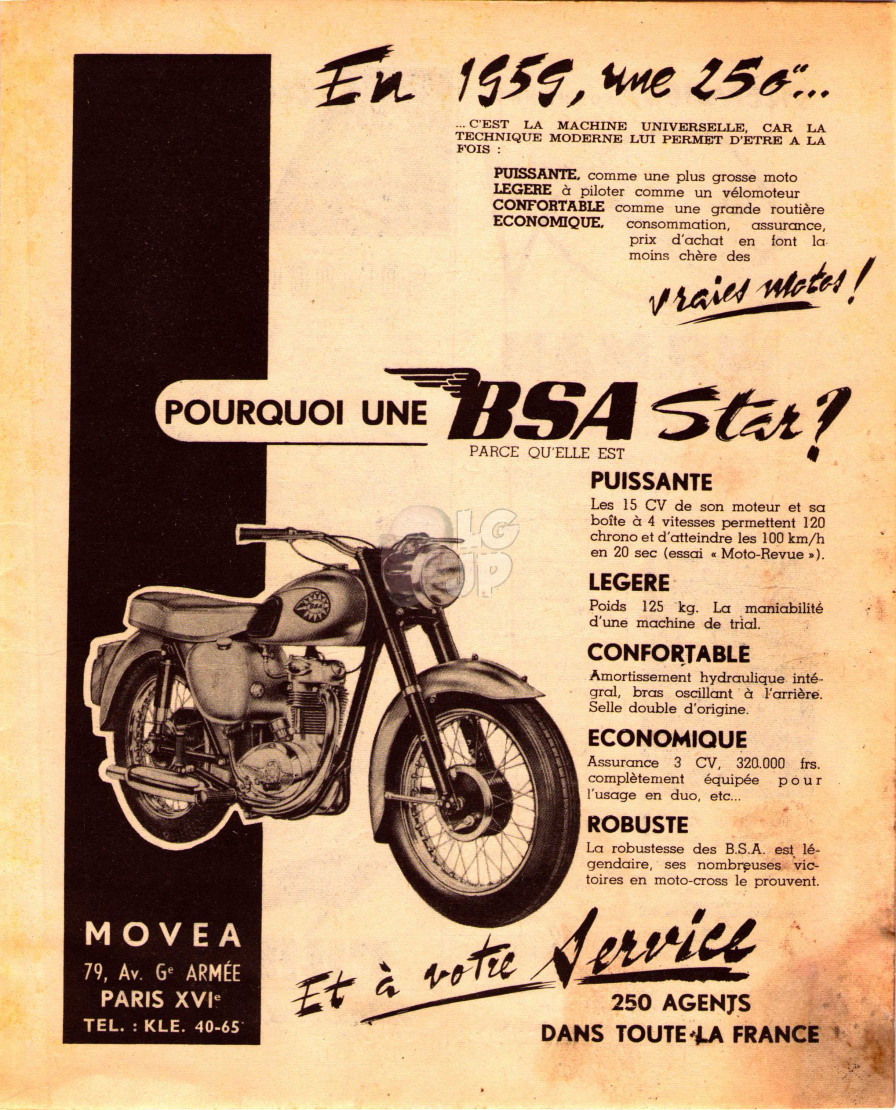 En 1959, une 250"...
... C'EST LA MACHINE UNIVERSELLE, CAR LA
TECHNIQUE MODERNE LUI PERMET D'ETRE A LA
FOIS :
PUISSANTE, comme une plus grosse moto
LEGERE à piloter comme un vélomoteur
CONFORTABLE comme une grande routière
ECONOMIQUE, consommation, assurance,
prix d'achat en font la
moins chère des
vraies motos !
POURQUOI UNE BSA Star ?
PARCE QU'ELLE EST
PUISSANTE
Les 15 CV de son moteur et sa
boîte à 4 vitesses permettent 120
chrono et d'atteindre les 100 km/h
en 20 sec (essai « Moto-Revue »).
LEGERE
Poids 125 kg. La maniabilité
d'une machine de trial.
CONFORTABLE
Amortissement hydraulique inté-
gral, bras oscillant à l'arrière.
Selle double d'origine.
ECONOMIQUE
Assurance 3 CV, 320.000 frs.
complètement équipée pour
l'usage en duo, etc...
ROBUSTE
La robustesse des B.S.A. est lé-
gendaire, ses nombreuses vic-
toires en moto-cross le prouvent.
BSA
OLG
UP
MOVEA
79, Av. Gᵉ ARMÉE
PARIS XVIᵉ
TEL. : KLE. 40-65
Et à votre Service
250 AGENTS
DANS TOUTE LA FRANCE